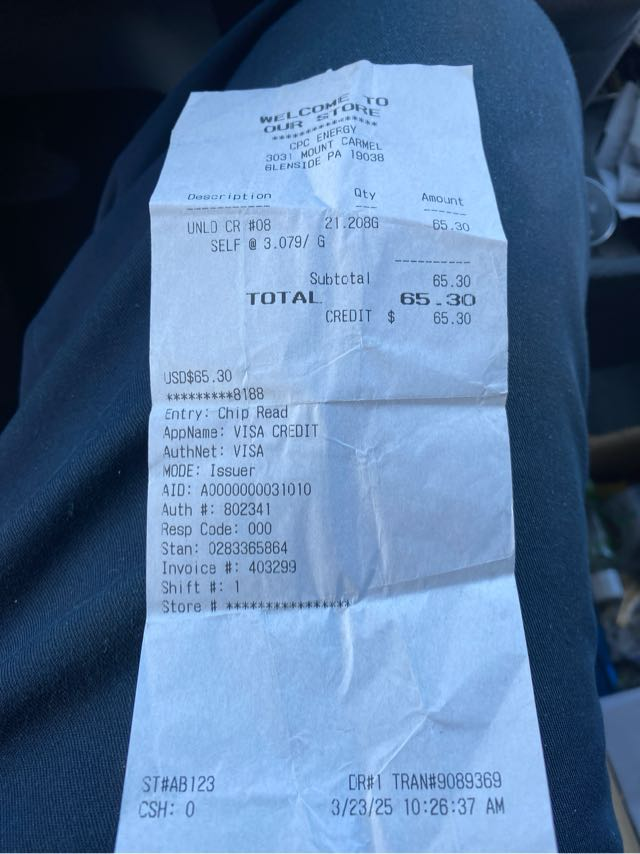 WELCOME TO
OUR STORE
******************
CPC ENERGY
3031 MOUNT CARMEL
GLENSIDE PA 19038
Description Qty Amount
UNLD CR #08 21.208G 65.30
SELF @ 3.079/ G
Subtotal 65.30
TOTAL 65.30
CREDIT $ 65.30
USD$65.30
*********8188
Entry: Chip Read
AppName: VISA CREDIT
AuthNet: VISA
MODE: Issuer
AID: A0000000031010
Auth #: 802341
Resp Code: 000
Stan: 0283365864
Invoice #: 403299
Shift #: 1
Store # ****************
ST#AB123 DR#1 TRAN#9089369
CSH: 0 3/23/25 10:26:37 AM